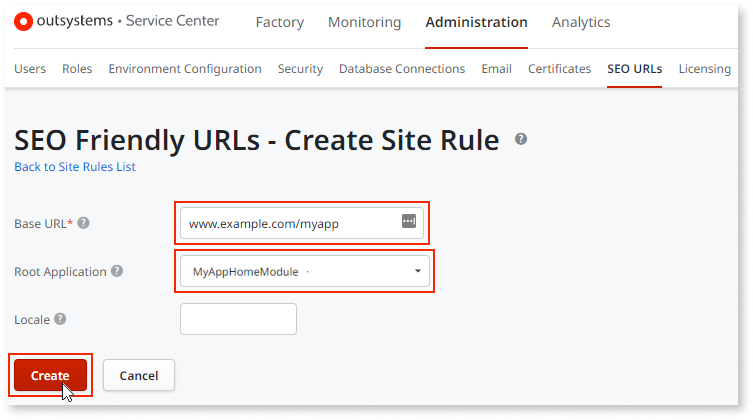 outsystems • Service Center Factory Monitoring Administration Analytics
Users Roles Environment Configuration Security Database Connections Email Certificates SEO URLs Licensing
SEO Friendly URLs - Create Site Rule ?
Back to Site Rules List
Base URL* ? www.example.com/myapp
Root Application ? MyAppHomeModule ·
Locale ?
Create Cancel